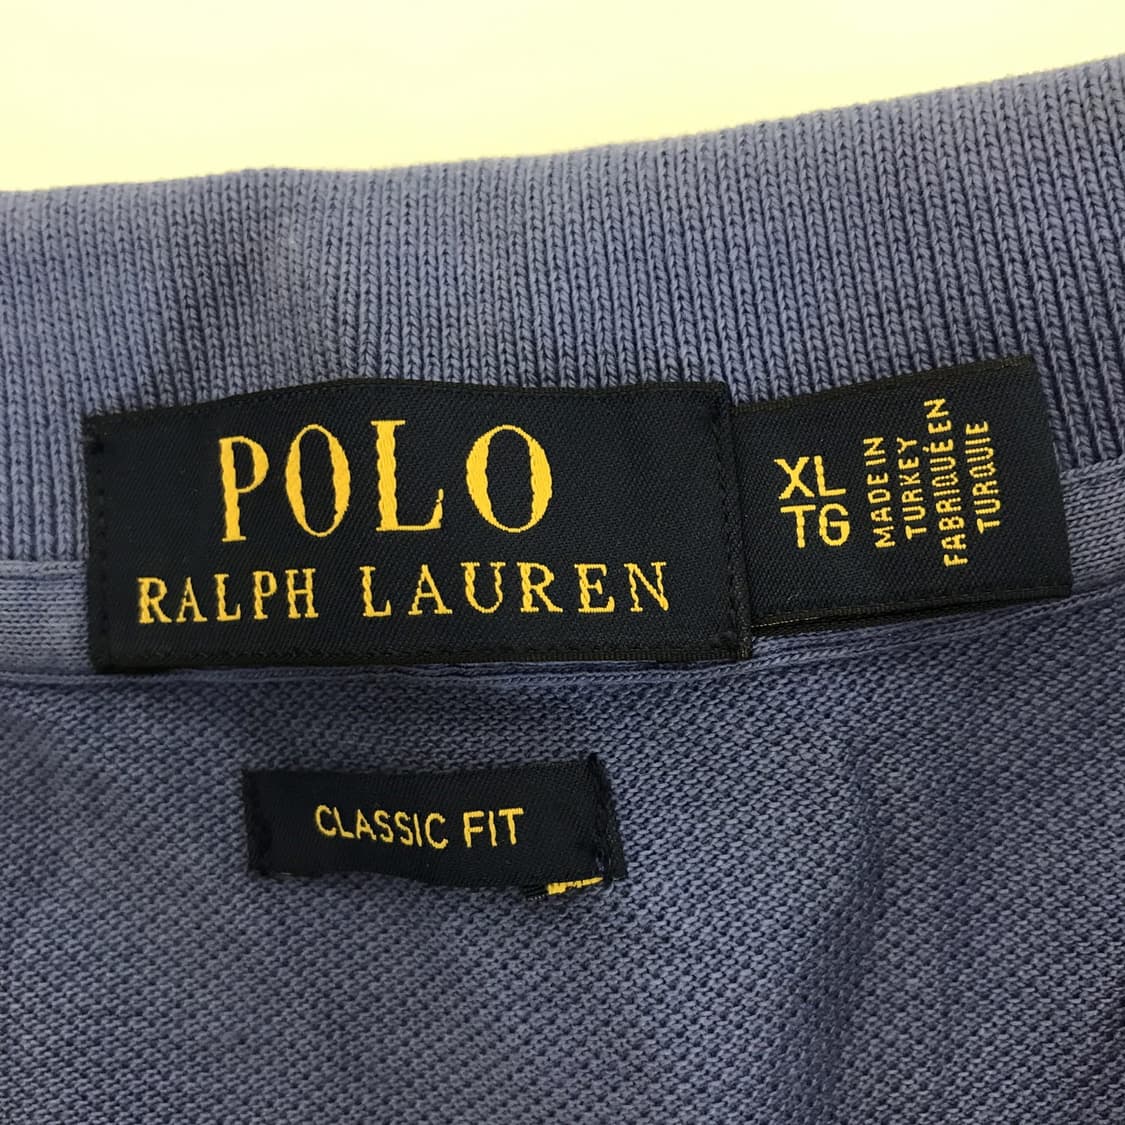 POLO
RALPH LAUREN
XL
TG
MADE IN
TURKEY
FABRIQUÉ EN
TURQUIE
CLASSIC FIT